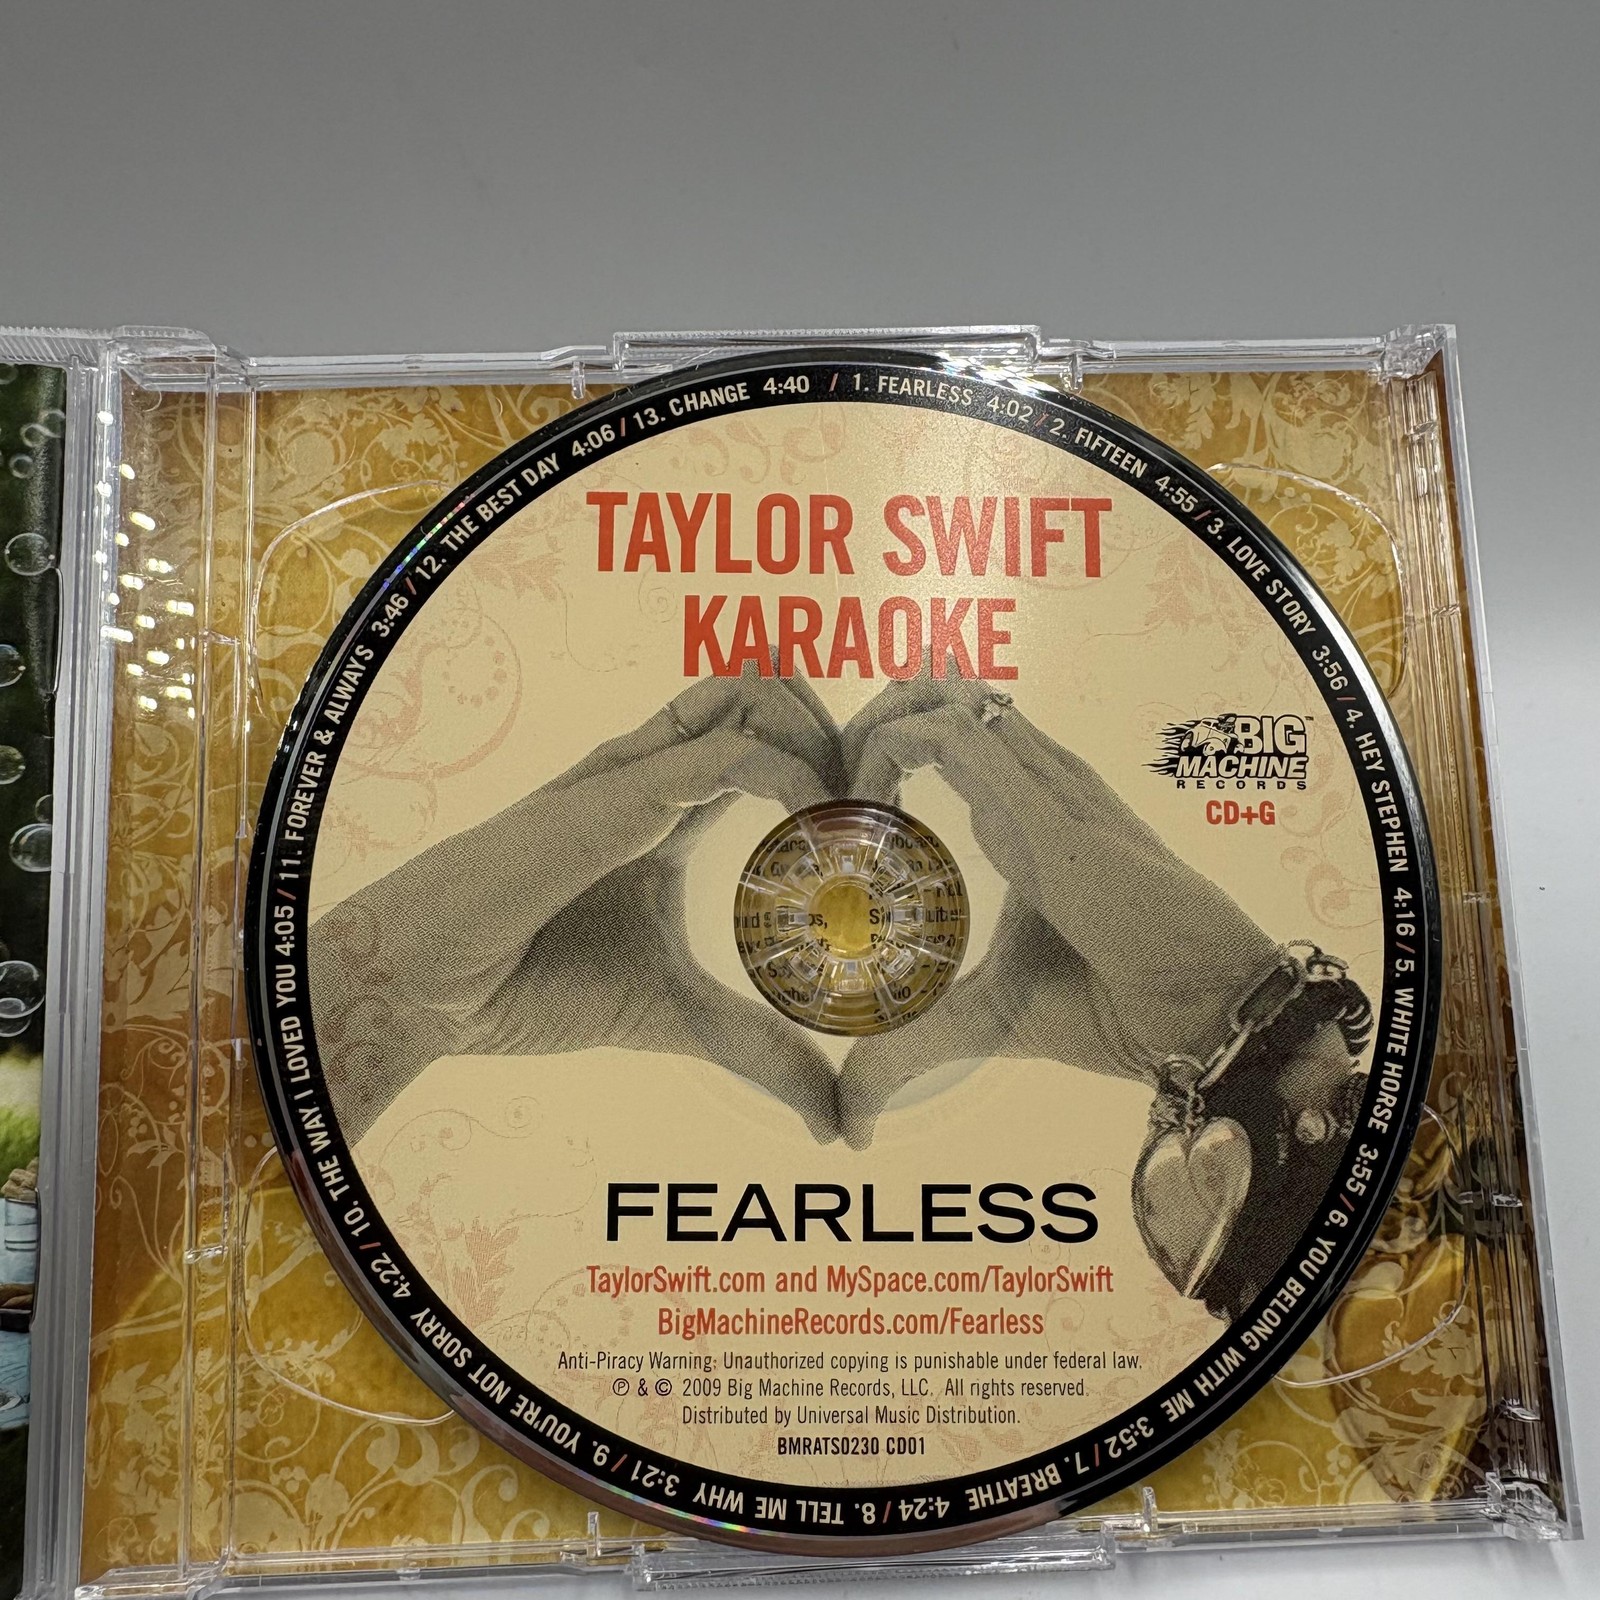 TAYLOR SWIFT
KARAOKE
BIG
MACHINE
RECORDS
CD+G
FEARLESS
TaylorSwift.com and MySpace.com/TaylorSwift
BigMachineRecords.com/Fearless
Anti-Piracy Warning: Unauthorized copying is punishable under federal law.
℗ & © 2009 Big Machine Records, LLC. All rights reserved.
Distributed by Universal Music Distribution.
BMRATS0230 CD01
1. FEARLESS 4:02 / 2. FIFTEEN 4:55 / 3. LOVE STORY 3:56 / 4. HEY STEPHEN 4:16 / 5. WHITE HORSE 3:55 / 6. YOU BELONG WITH ME 3:52 / 7. BREATHE 4:24 / 8. TELL ME WHY 3:21 / 9. YOU'RE NOT SORRY 4:22 / 10. THE WAY I LOVED YOU 4:05 / 11. FOREVER & ALWAYS 3:46 / 12. THE BEST DAY 4:06 / 13. CHANGE 4:40 /